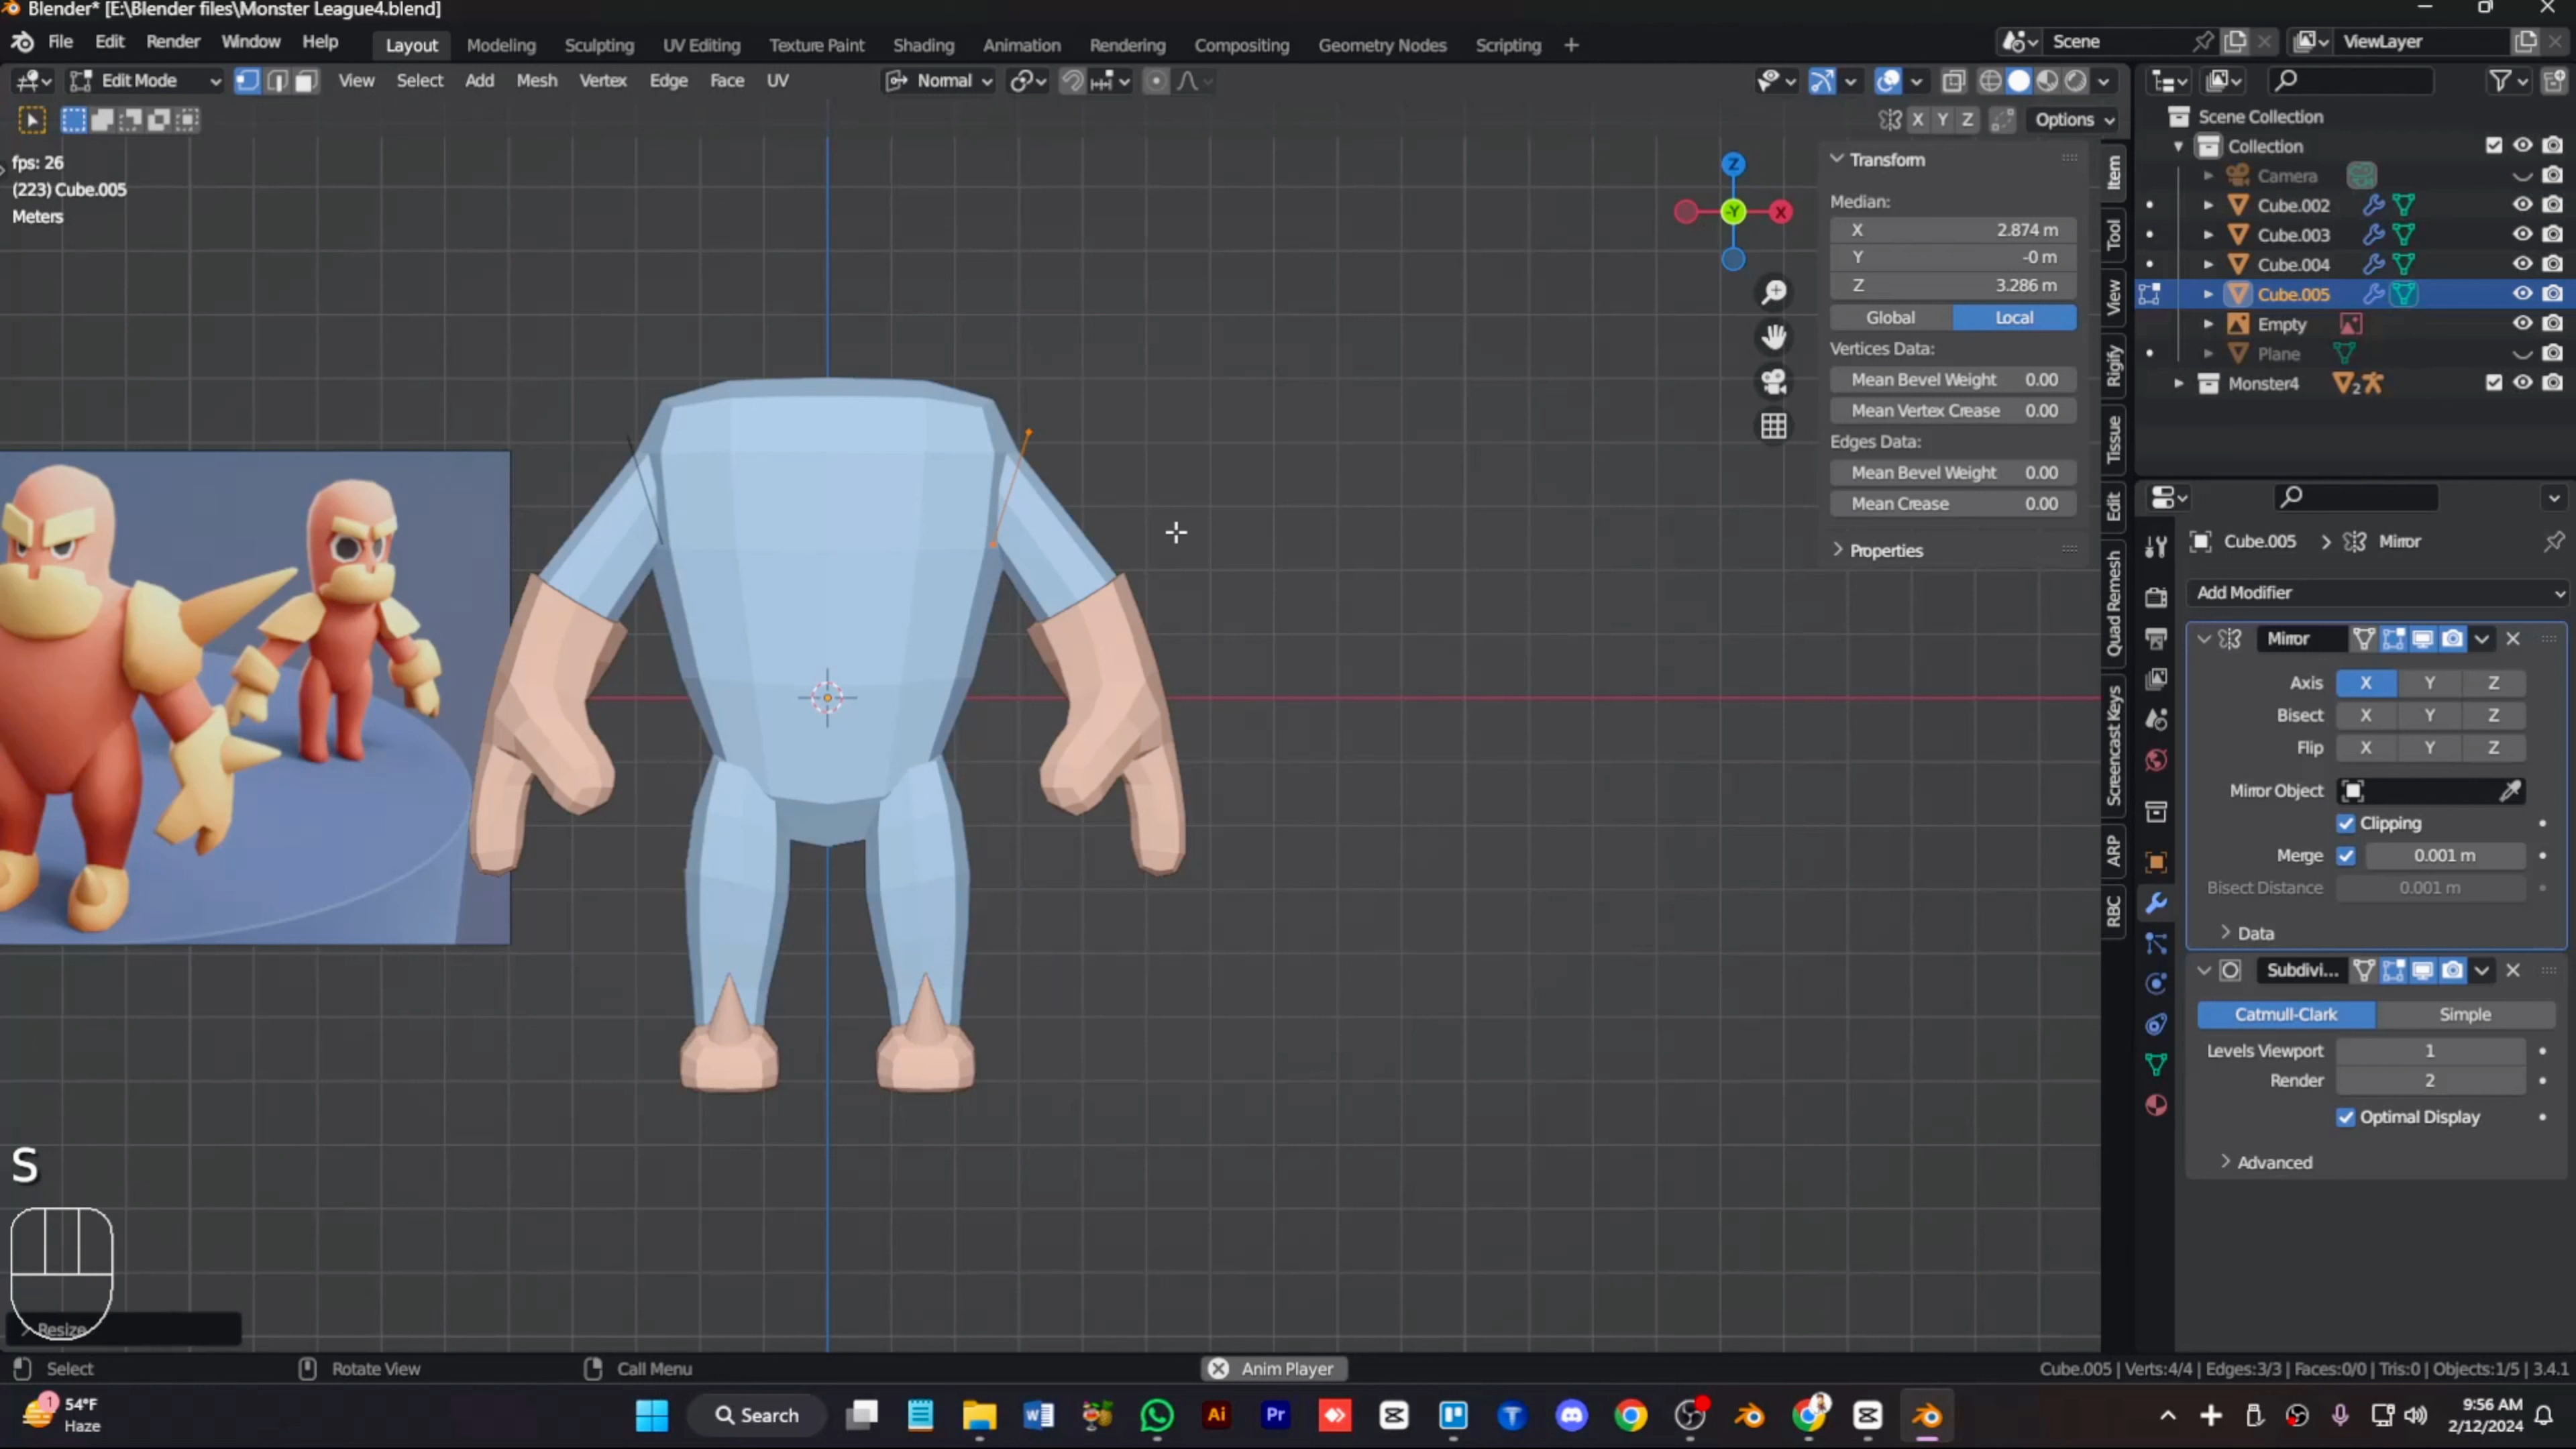 Blender* [E:\Blender files\Monster League4.blend]
File Edit Render Window Help Layout Modeling Sculpting UV Editing Texture Paint Shading Animation Rendering Compositing Geometry Nodes Scripting + Scene ViewLayer
Edit Mode View Select Add Mesh Vertex Edge Face UV Normal
X Y Z Options
fps: 26
(223) Cube.005
Meters
Z
-Y
X
Transform
Median:
X 2.874 m
Y -0 m
Z 3.286 m
Global Local
Vertices Data:
Mean Bevel Weight 0.00
Mean Vertex Crease 0.00
Edges Data:
Mean Bevel Weight 0.00
Mean Crease 0.00
Properties
Item
Tool
View
Rigify
Tissue
Edit
Quad Remesh
Screencast Keys
ARP
RBC
Scene Collection
Collection
Camera
Cube.002
Cube.003
Cube.004
Cube.005
Empty
Plane
Monster4 2
Cube.005 > Mirror
Add Modifier
Mirror
Axis X Y Z
Bisect X Y Z
Flip X Y Z
Mirror Object
Clipping
Merge 0.001 m
Bisect Distance 0.001 m
Data
Subdivi...
Catmull-Clark Simple
Levels Viewport 1
Render 2
Optimal Display
Advanced
S
Resize
Select Rotate View Call Menu Anim Player Cube.005 | Verts:4/4 | Edges:3/3 | Faces:0/0 | Tris:0 | Objects:1/5 | 3.4.1
1
54°F
Haze
Search
Ai
Pr
9:56 AM
2/12/2024